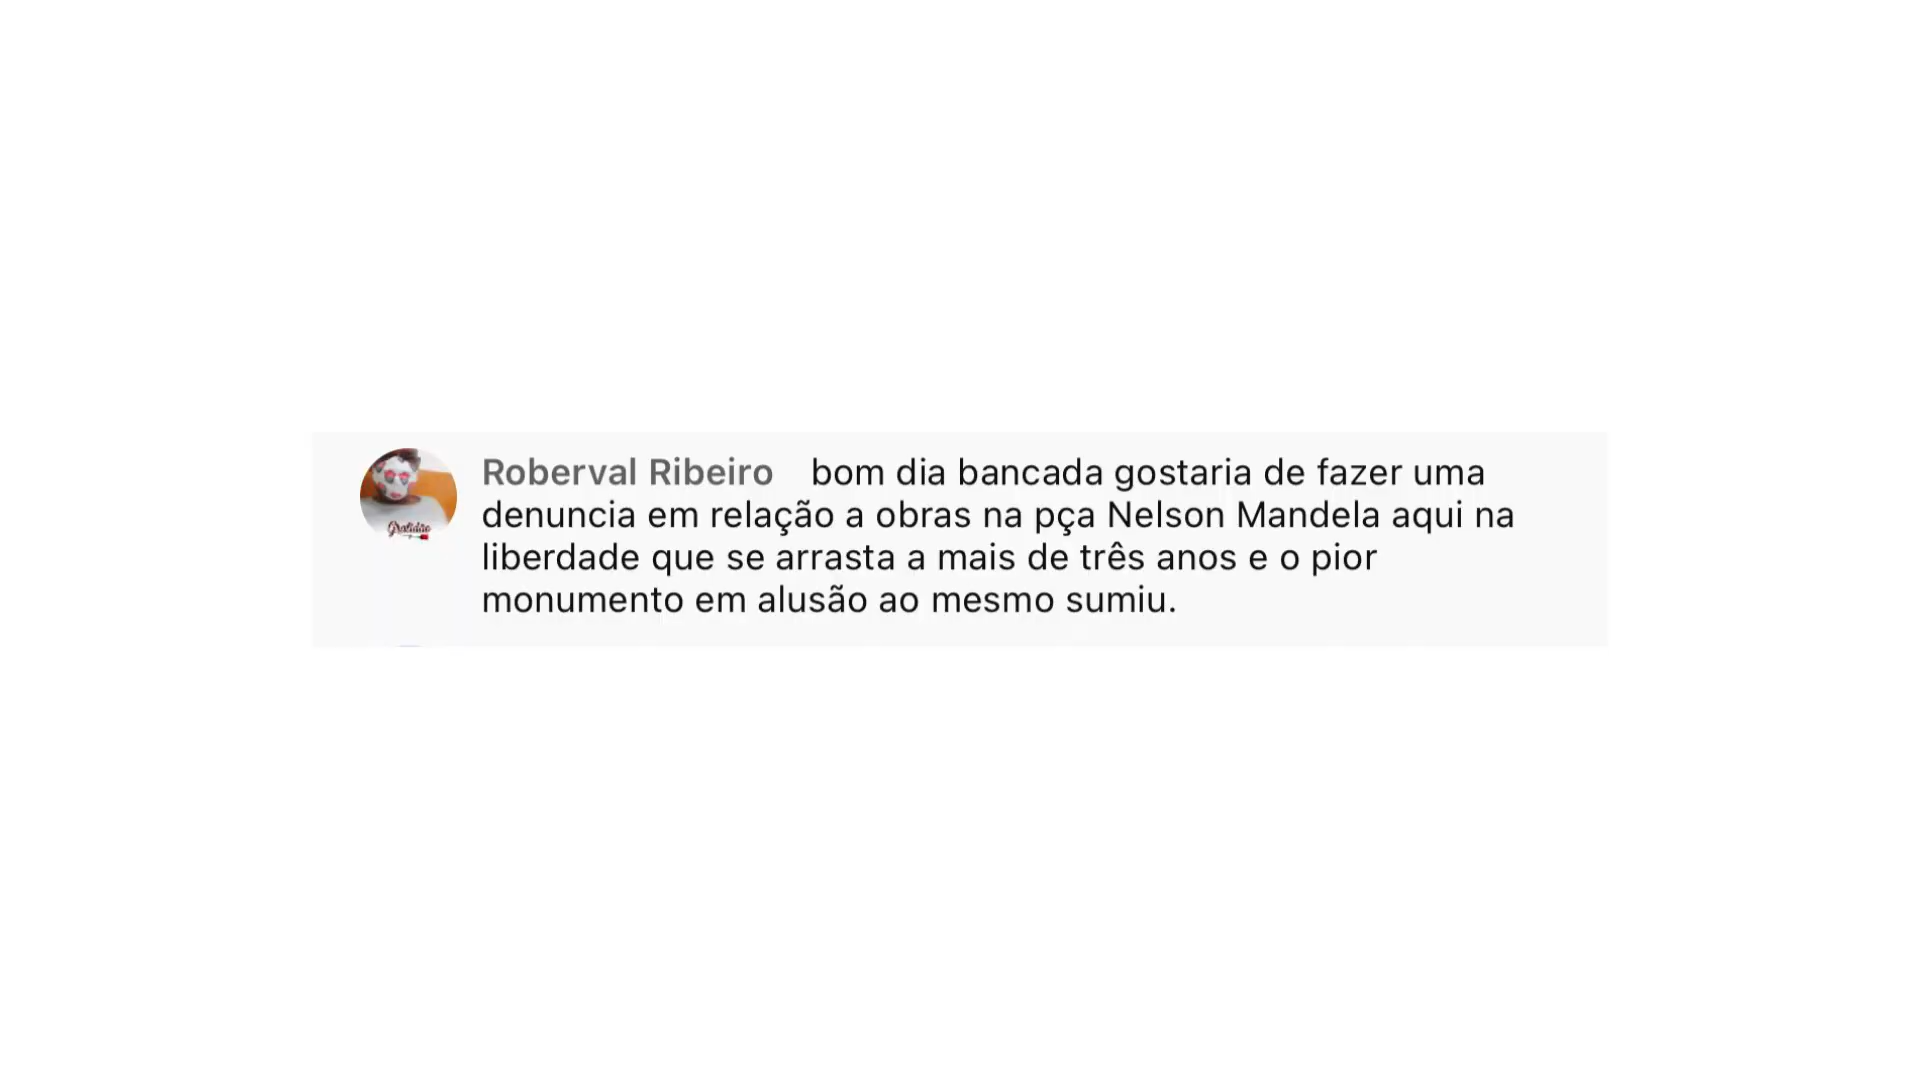 Roberval Ribeiro bom dia bancada gostaria de fazer uma
denuncia em relação a obras na pça Nelson Mandela aqui na
liberdade que se arrasta a mais de três anos e o pior
monumento em alusão ao mesmo sumiu.
Gratidão